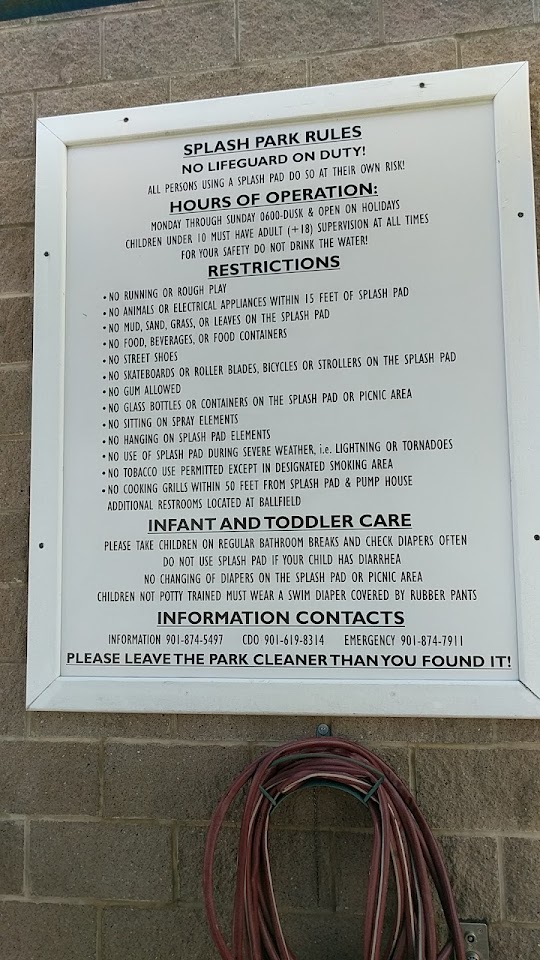 SPLASH PARK RULES
NO LIFEGUARD ON DUTY!
ALL PERSONS USING A SPLASH PAD DO SO AT THEIR OWN RISK!
HOURS OF OPERATION:
MONDAY THROUGH SUNDAY 0600-DUSK & OPEN ON HOLIDAYS
CHILDREN UNDER 10 MUST HAVE ADULT (+18) SUPERVISION AT ALL TIMES
FOR YOUR SAFETY DO NOT DRINK THE WATER!
RESTRICTIONS
• NO RUNNING OR ROUGH PLAY
• NO ANIMALS OR ELECTRICAL APPLIANCES WITHIN 15 FEET OF SPLASH PAD
• NO MUD, SAND, GRASS, OR LEAVES ON THE SPLASH PAD
• NO FOOD, BEVERAGES, OR FOOD CONTAINERS
• NO STREET SHOES
• NO SKATEBOARDS OR ROLLER BLADES, BICYCLES OR STROLLERS ON THE SPLASH PAD
• NO GUM ALLOWED
• NO GLASS BOTTLES OR CONTAINERS ON THE SPLASH PAD OR PICNIC AREA
• NO SITTING ON SPRAY ELEMENTS
• NO HANGING ON SPLASH PAD ELEMENTS
• NO USE OF SPLASH PAD DURING SEVERE WEATHER, i.e. LIGHTNING OR TORNADOES
• NO TOBACCO USE PERMITTED EXCEPT IN DESIGNATED SMOKING AREA
• NO COOKING GRILLS WITHIN 50 FEET FROM SPLASH PAD & PUMP HOUSE
ADDITIONAL RESTROOMS LOCATED AT BALLFIELD
INFANT AND TODDLER CARE
PLEASE TAKE CHILDREN ON REGULAR BATHROOM BREAKS AND CHECK DIAPERS OFTEN
DO NOT USE SPLASH PAD IF YOUR CHILD HAS DIARRHEA
NO CHANGING OF DIAPERS ON THE SPLASH PAD OR PICNIC AREA
CHILDREN NOT POTTY TRAINED MUST WEAR A SWIM DIAPER COVERED BY RUBBER PANTS
INFORMATION CONTACTS
INFORMATION 901-874-5497 CDO 901-619-8314 EMERGENCY 901-874-7911
PLEASE LEAVE THE PARK CLEANER THAN YOU FOUND IT!